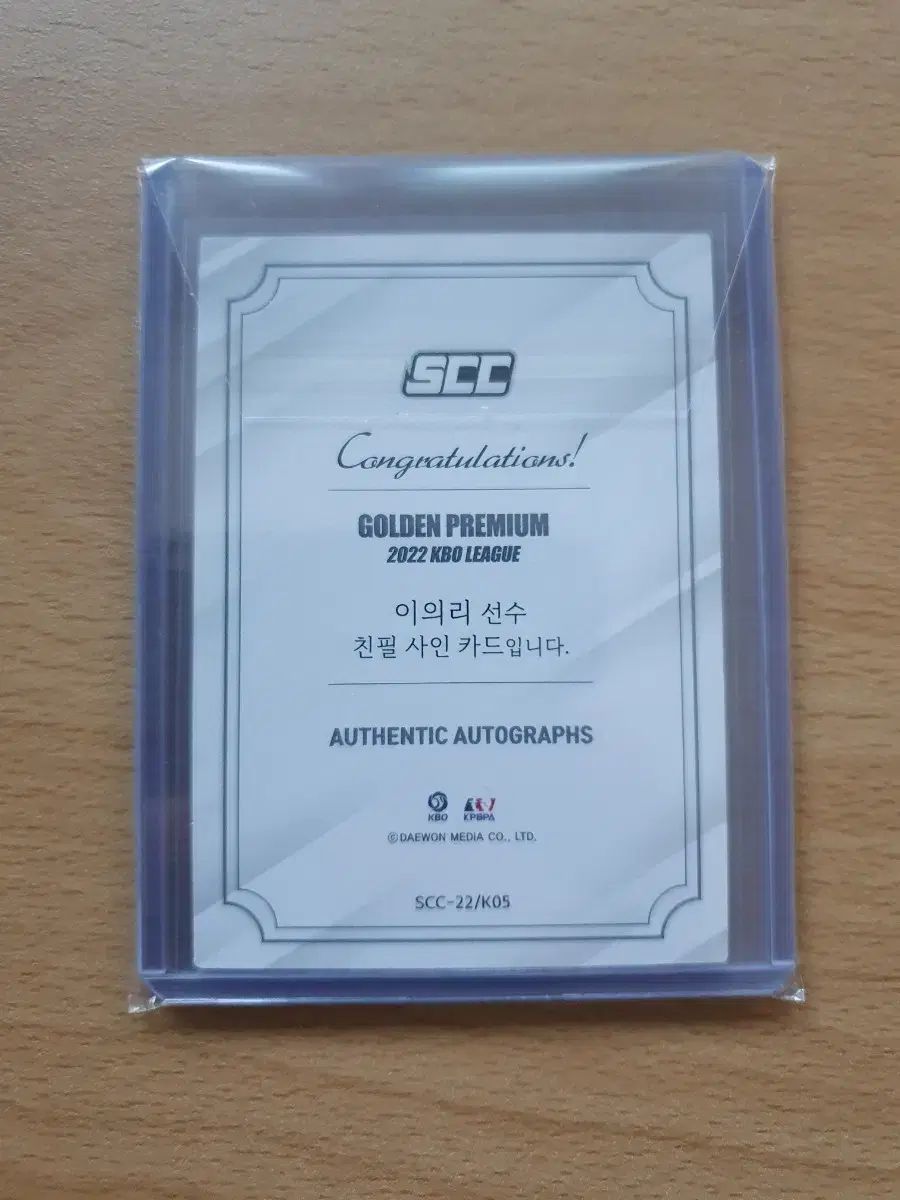 SCC
Congratulations!
GOLDEN PREMIUM
2022 KBO LEAGUE
이의리 선수
친필 사인 카드입니다.
AUTHENTIC AUTOGRAPHS
KBO KPBPA
ⓒDAEWON MEDIA CO., LTD.
SCC-22/K05